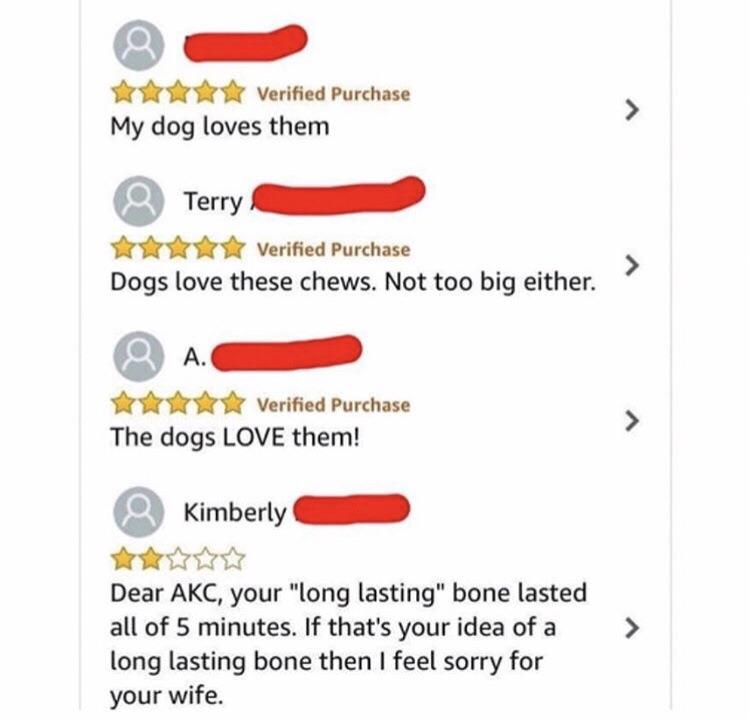 Verified Purchase
My dog loves them
Terry
Verified Purchase
Dogs love these chews. Not too big either.
A.
Verified Purchase
The dogs LOVE them!
Kimberly
Dear AKC, your "long lasting" bone lasted
all of 5 minutes. If that's your idea of a
long lasting bone then I feel sorry for
your wife.